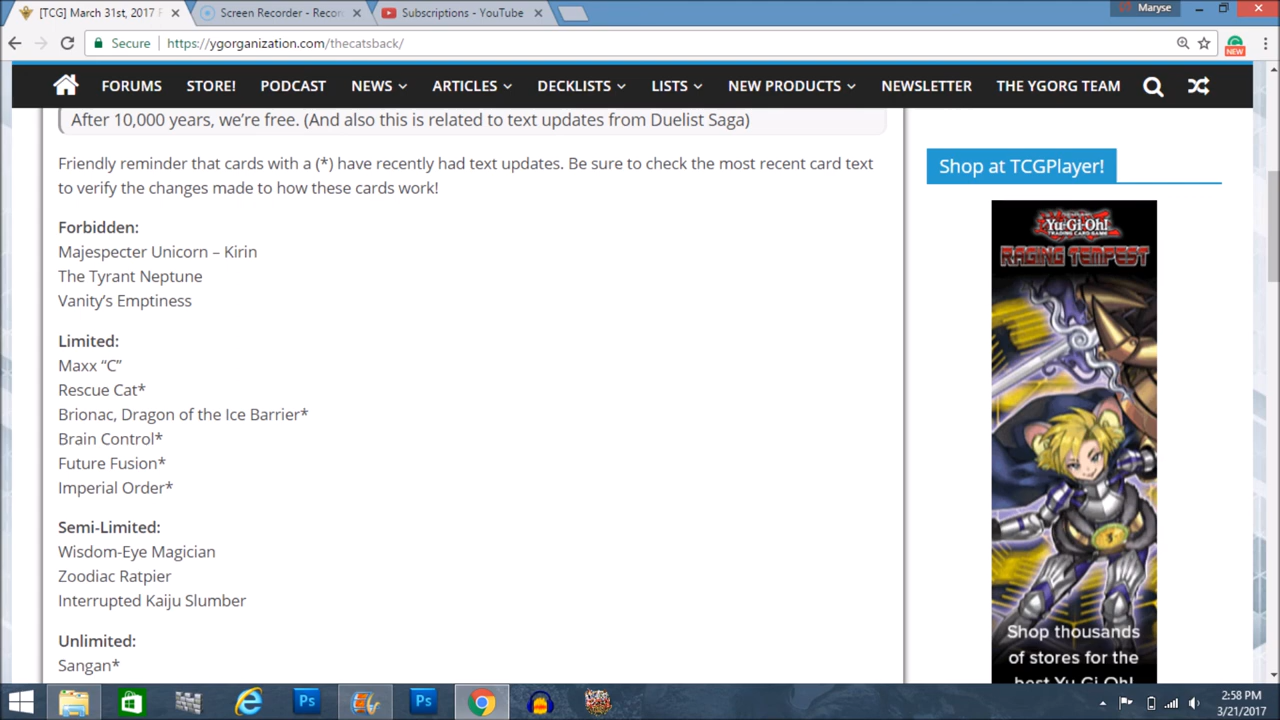 [TCG] March 31st, 2017 F
Screen Recorder - Recor
Subscriptions - YouTube
Maryse
Secure
https://ygorganization.com/thecatsback/
NEW
FORUMS STORE! PODCAST NEWS ARTICLES DECKLISTS LISTS NEW PRODUCTS NEWSLETTER THE YGORG TEAM
After 10,000 years, we're free. (And also this is related to text updates from Duelist Saga)
Friendly reminder that cards with a (*) have recently had text updates. Be sure to check the most recent card text
to verify the changes made to how these cards work!
Forbidden:
Majespecter Unicorn – Kirin
The Tyrant Neptune
Vanity's Emptiness
Limited:
Maxx “C”
Rescue Cat*
Brionac, Dragon of the Ice Barrier*
Brain Control*
Future Fusion*
Imperial Order*
Semi-Limited:
Wisdom-Eye Magician
Zoodiac Ratpier
Interrupted Kaiju Slumber
Unlimited:
Sangan*
Shop at TCGPlayer!
Yu-Gi-Oh!
TRADING CARD GAME
RAGING TEMPEST
Shop thousands
of stores for the
best Yu-Gi-Oh!
Ps
Ps
2:58 PM
3/21/2017